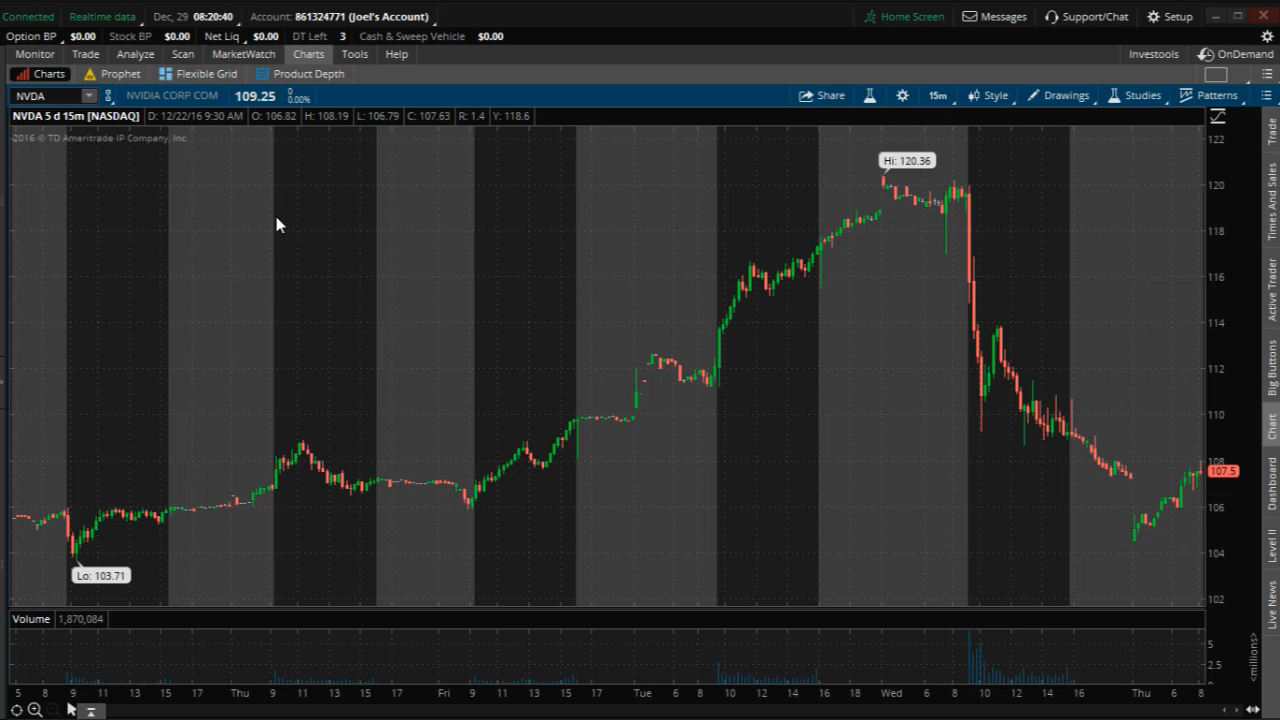 Connected Realtime data Dec, 29 08:20:40 Account: 861324771 (Joel's Account) Home Screen Messages Support/Chat Setup
Option BP $0.00 Stock BP $0.00 Net Liq $0.00 DT Left 3 Cash & Sweep Vehicle $0.00
Monitor Trade Analyze Scan MarketWatch Charts Tools Help Investools OnDemand
Charts Prophet Flexible Grid Product Depth
NVDA NVIDIA CORP COM 109.25 0 0.00% Share 15m Style Drawings Studies Patterns
NVDA 5 d 15m [NASDAQ] D: 12/22/16 9:30 AM O: 106.82 H: 108.19 L: 106.79 C: 107.63 R: 1.4 Y: 118.6
2016 © TD Ameritrade IP Company, Inc.
122
Hi: 120.36
120
118
116
114
112
110
108
107.5
106
104
Lo: 103.71
102
Volume 1,870,084
5
2.5
0
<millions>
5 8 9 11 13 15 17 Thu 9 11 13 15 17 Fri 9 11 13 15 17 Tue 6 8 10 12 14 16 18 Wed 6 8 10 12 14 16 Thu 6 8
Trade
Times And Sales
Active Trader
Big Buttons
Chart
Dashboard
Level II
Live News